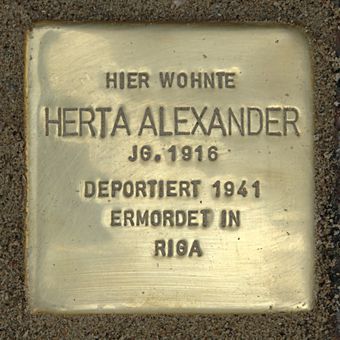 HIER WOHNTE
HERTA ALEXANDER
JG. 1916
DEPORTIERT 1941
ERMORDET IN
RIGA